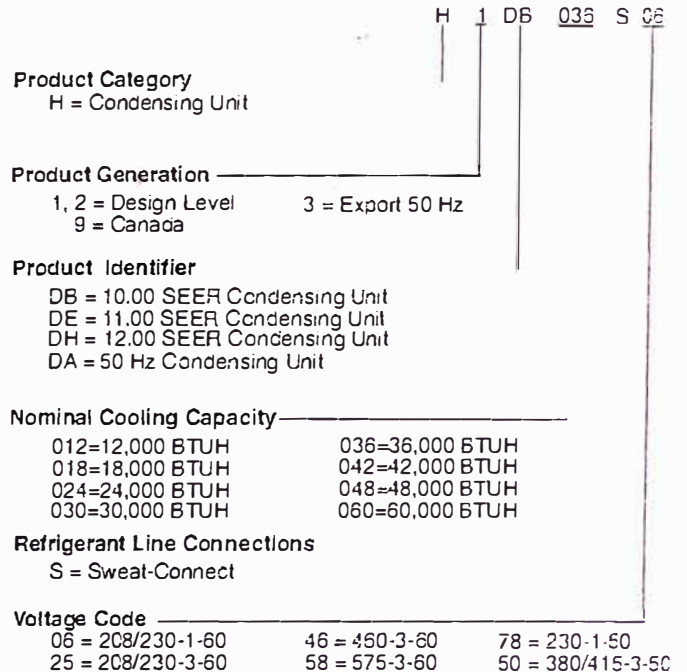 H 1 DB 036 S 06
Product Category
H = Condensing Unit
Product Generation
1, 2 = Design Level 3 = Export 50 Hz
9 = Canada
Product Identifier
DB = 10.00 SEER Condensing Unit
DE = 11.00 SEER Condensing Unit
DH = 12.00 SEER Condensing Unit
DA = 50 Hz Condensing Unit
Nominal Cooling Capacity
012=12,000 BTUH 036=36,000 BTUH
018=18,000 BTUH 042=42,000 BTUH
024=24,000 BTUH 048=48,000 BTUH
030=30,000 BTUH 060=60,000 BTUH
Refrigerant Line Connections
S = Sweat-Connect
Voltage Code
06 = 208/230-1-60 46 = 460-3-60 78 = 230-1-50
25 = 208/230-3-60 58 = 575-3-60 50 = 380/415-3-50